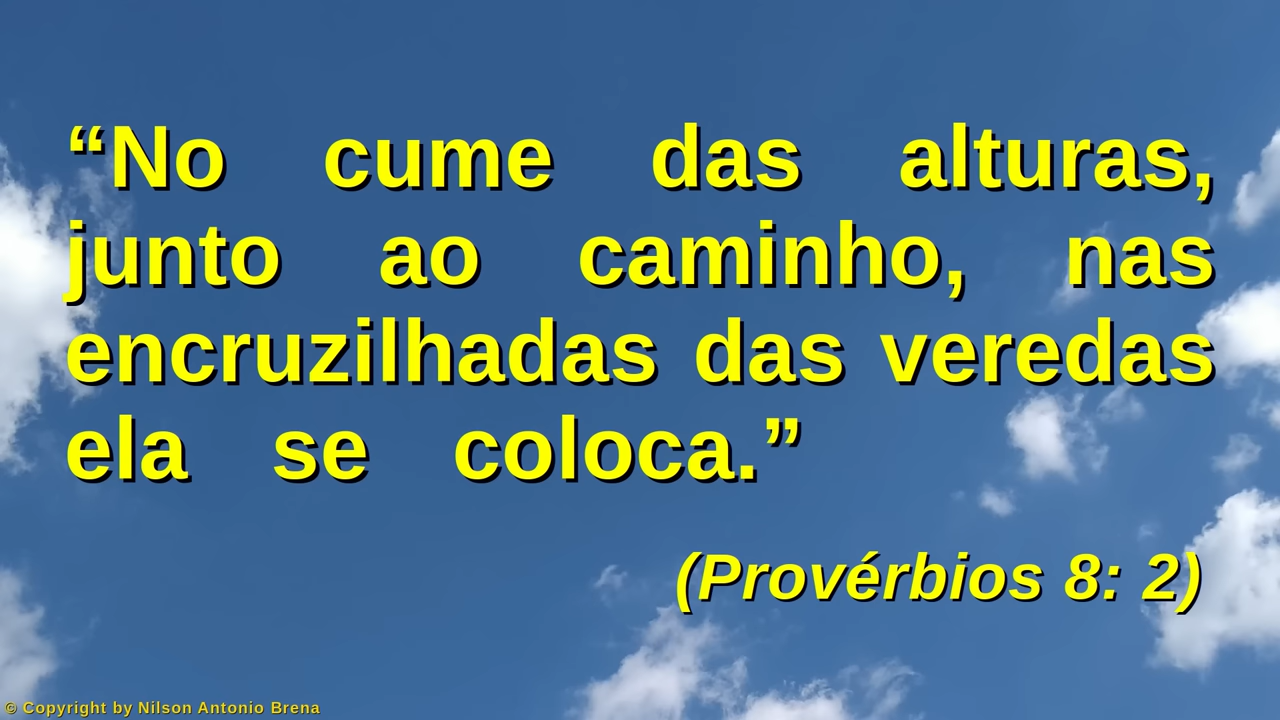 “No cume das alturas,
junto ao caminho, nas
encruzilhadas das veredas
ela se coloca.”
(Provérbios 8: 2)
© Copyright by Nilson Antonio Brena